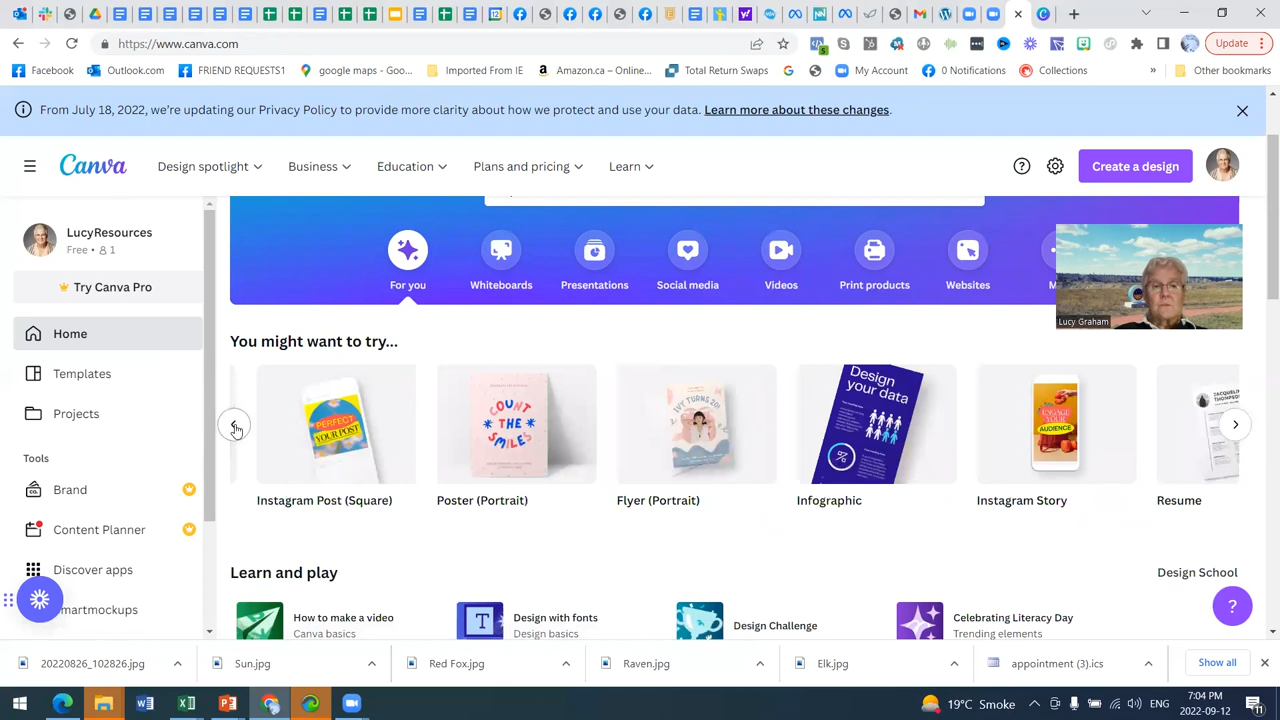 https://www.canva.com
Update
Facebook
Outlook.com
FRIEND REQUESTS1
google maps - Goo...
Imported From IE
Amazon.ca – Online...
Total Return Swaps
My Account
0 Notifications
Collections
»
Other bookmarks
From July 18, 2022, we're updating our Privacy Policy to provide more clarity about how we protect and use your data. Learn more about these changes.
Canva
Design spotlight
Business
Education
Plans and pricing
Learn
Create a design
LucyResources
Free • 1
Try Canva Pro
Home
Templates
Projects
Tools
Brand
Content Planner
Discover apps
Smartmockups
For you
Whiteboards
Presentations
Social media
Videos
Print products
Websites
Lucy Graham
You might want to try...
PERFECT
YOUR POST
COUNT
THE
SMILES
IVY TURNS 20!
Design
your data
ENGAGE
YOUR
AUDIENCE
Instagram Post (Square)
Poster (Portrait)
Flyer (Portrait)
Infographic
Instagram Story
Resume
Learn and play
Design School
How to make a video
Canva basics
Design with fonts
Design basics
Design Challenge
Celebrating Literacy Day
Trending elements
20220826_102826.jpg
Sun.jpg
Red Fox.jpg
Raven.jpg
Elk.jpg
appointment (3).ics
Show all
19°C Smoke
ENG
7:04 PM
2022-09-12